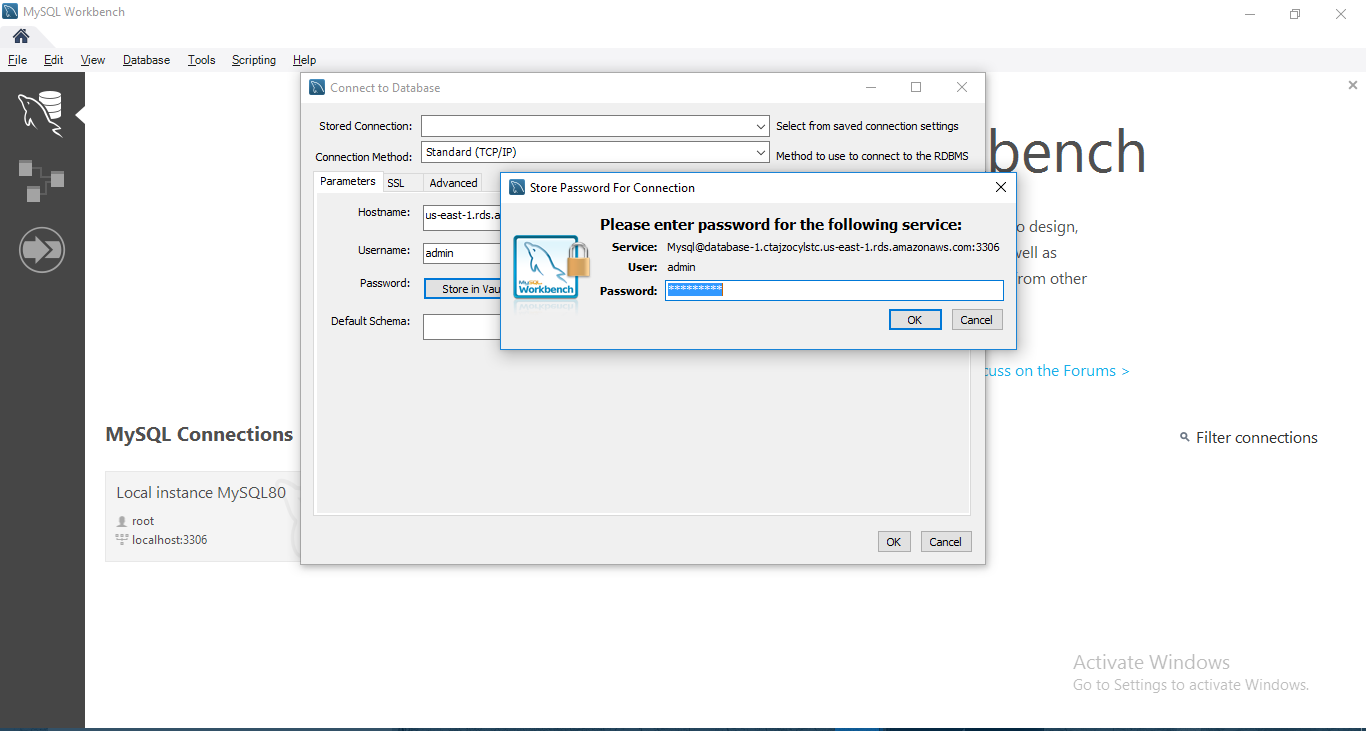 MySQL Workbench
File Edit View Database Tools Scripting Help
Connect to Database
Stored Connection: Select from saved connection settings
Connection Method: Standard (TCP/IP) Method to use to connect to the RDBMS
Parameters SSL Advanced
Hostname: us-east-1.rds.a
Username: admin
Password: Store in Vau
Default Schema:
OK Cancel
Store Password For Connection
Please enter password for the following service:
Service: Mysql@database-1.ctajzocylstc.us-east-1.rds.amazonaws.com:3306
User: admin
Password: *********
OK Cancel
MySQL
Workbench
bench
o design,
well as
rom other
cuss on the Forums >
MySQL Connections
Filter connections
Local instance MySQL80
root
localhost:3306
Activate Windows
Go to Settings to activate Windows.